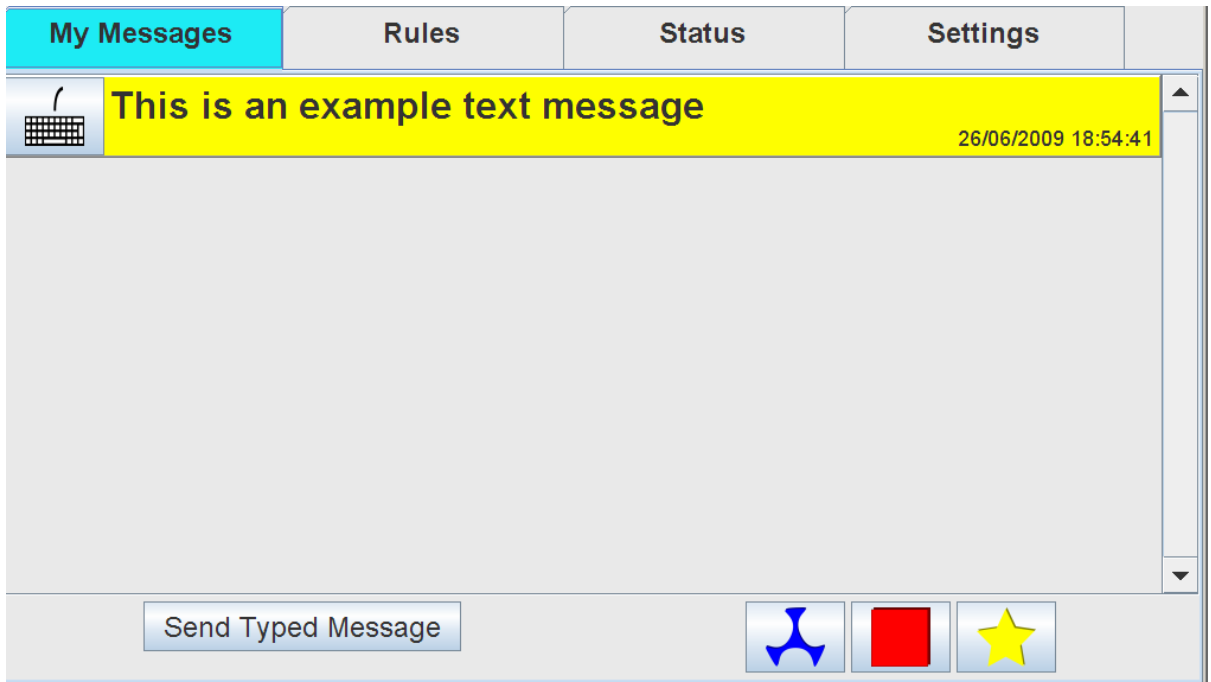 My Messages Rules Status Settings
This is an example text message
26/06/2009 18:54:41
Send Typed Message